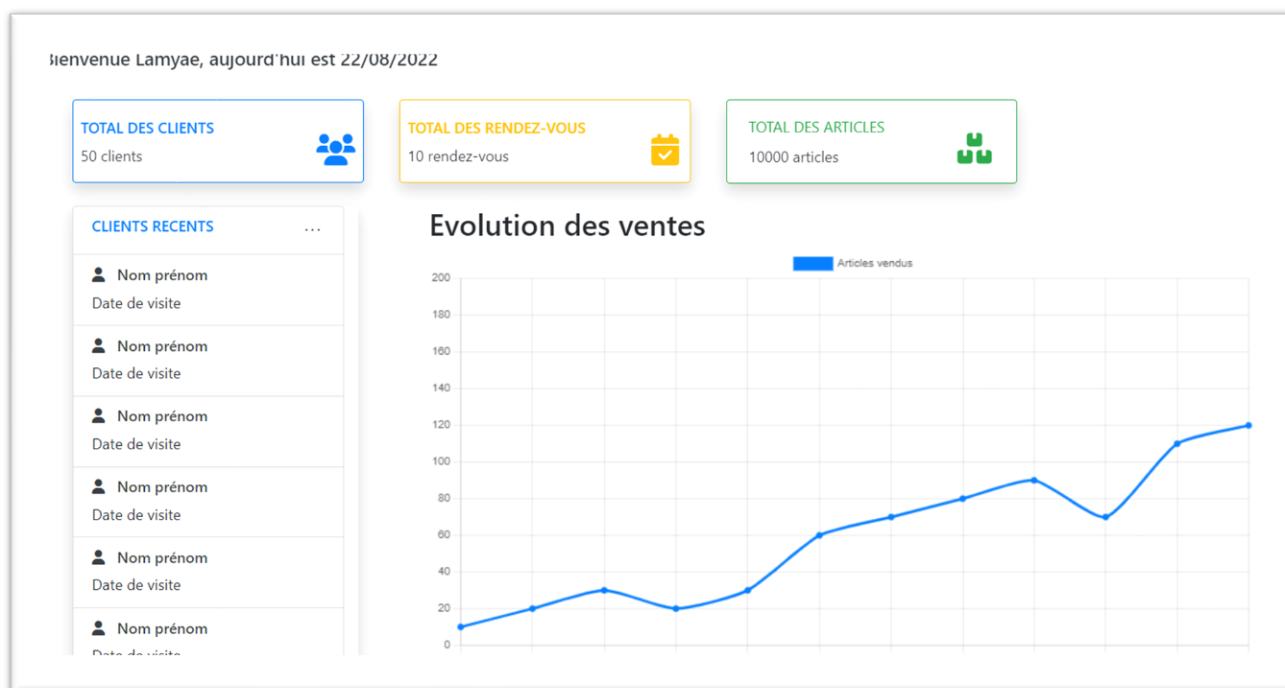 Bienvenue Lamyae, aujourd'hui est 22/08/2022
TOTAL DES CLIENTS
50 clients
TOTAL DES RENDEZ-VOUS
10 rendez-vous
TOTAL DES ARTICLES
10000 articles
CLIENTS RECENTS
...
Nom prénom
Date de visite
Nom prénom
Date de visite
Nom prénom
Date de visite
Nom prénom
Date de visite
Nom prénom
Date de visite
Nom prénom
Date de visite
Evolution des ventes
Articles vendus
200
180
160
140
120
100
80
60
40
20
0